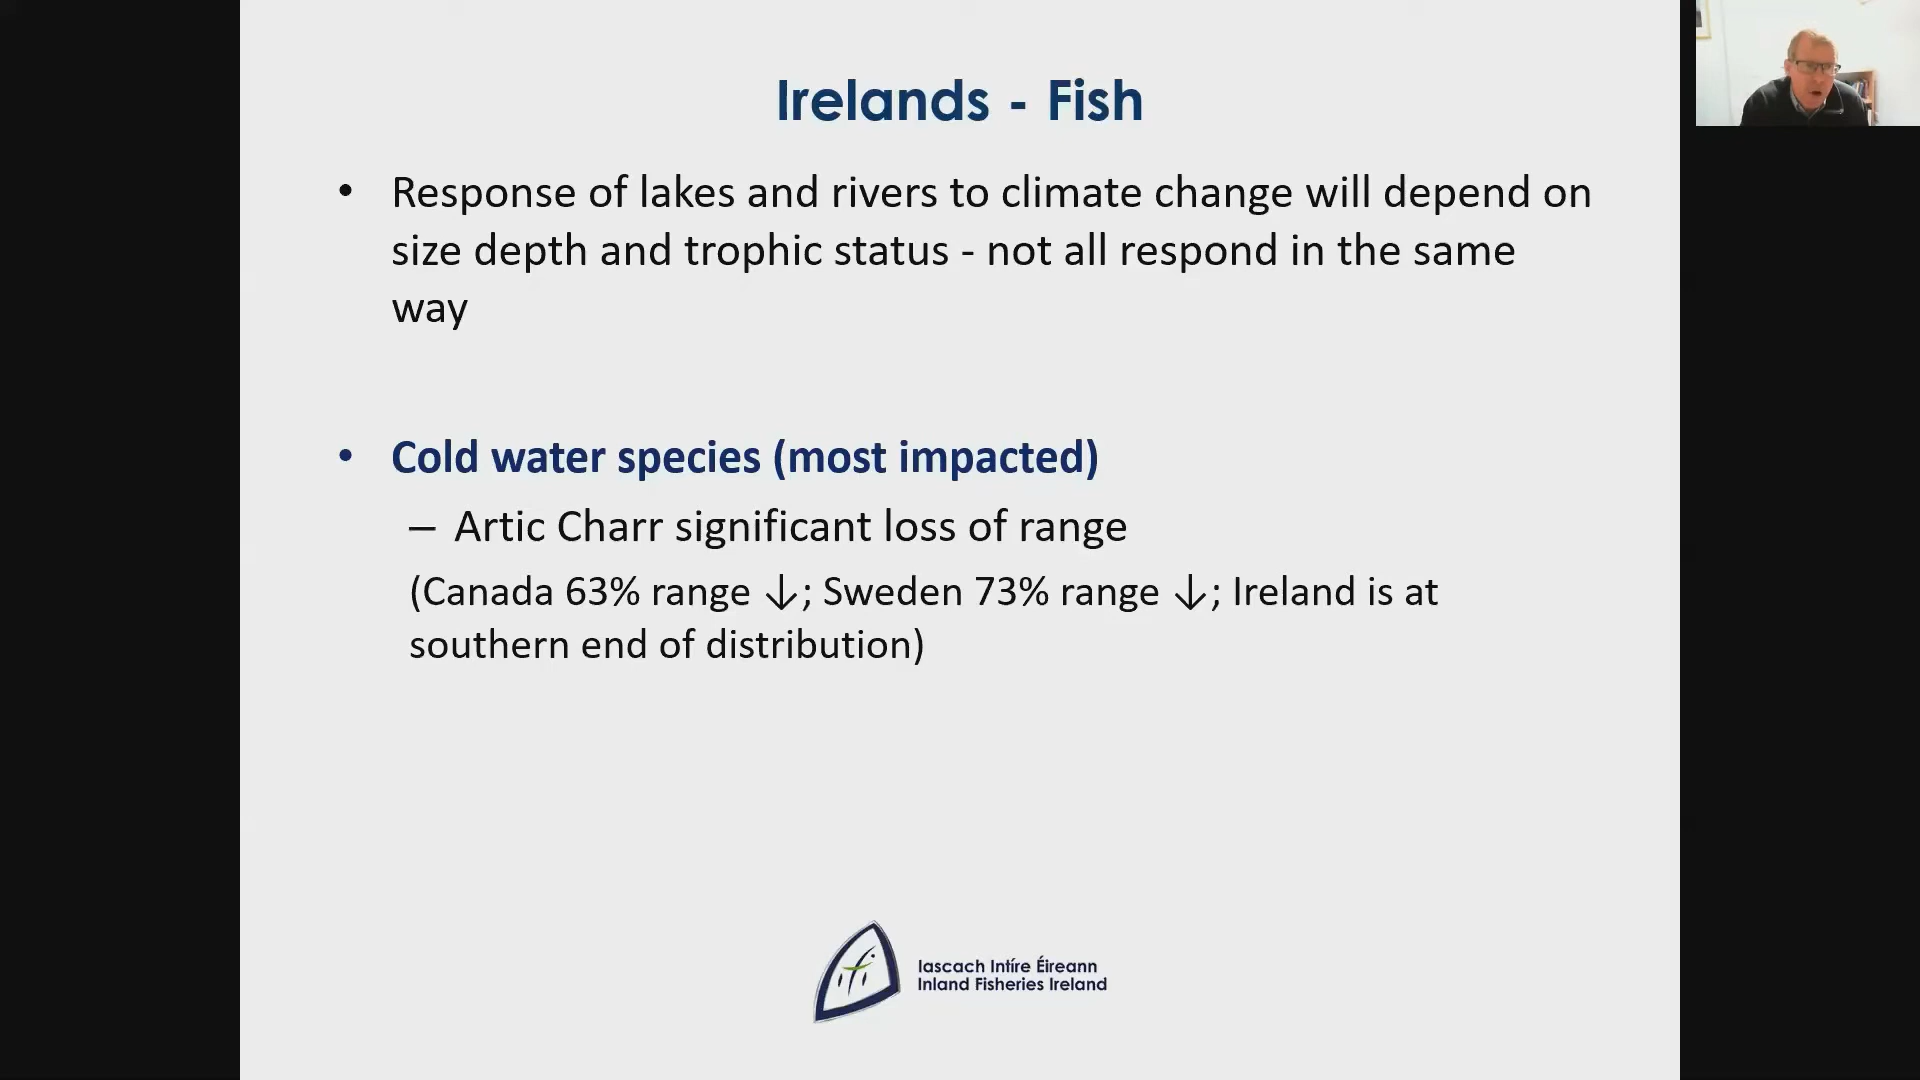 Irelands - Fish
• Response of lakes and rivers to climate change will depend on
size depth and trophic status - not all respond in the same
way
• Cold water species (most impacted)
– Artic Charr significant loss of range
(Canada 63% range ↓; Sweden 73% range ↓; Ireland is at
southern end of distribution)
ifi
Iascach Intíre Éireann
Inland Fisheries Ireland